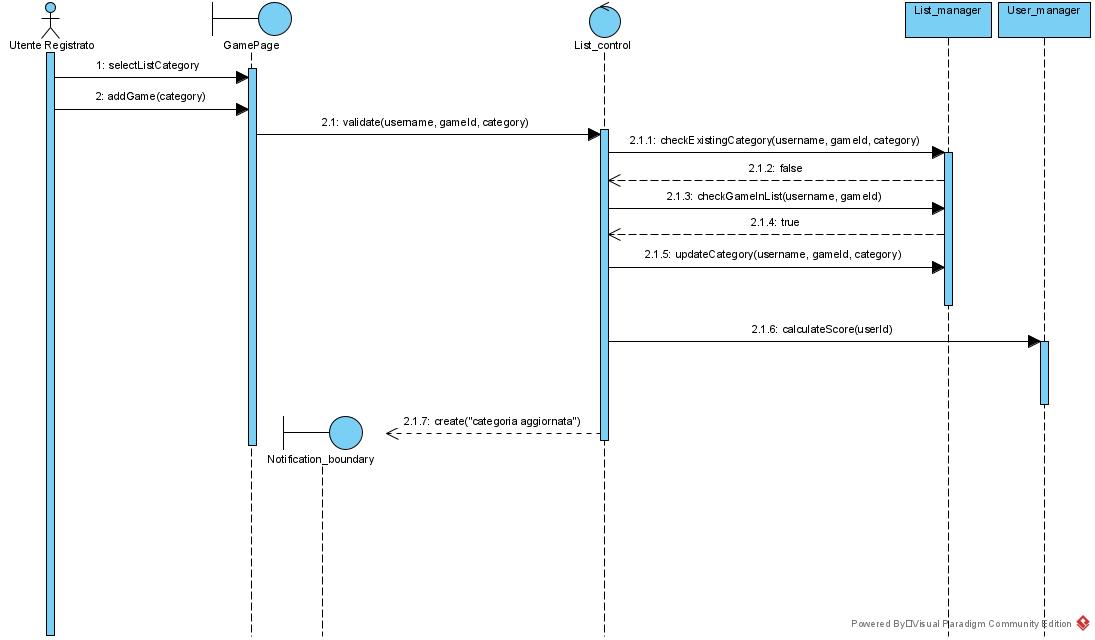 List_manager
User_manager
Utente Registrato
GamePage
List_control
1: selectListCategory
2: addGame(category)
2.1: validate(username, gameId, category)
2.1.1: checkExistingCategory(username, gameId, category)
2.1.2: false
2.1.3: checkGameInList(username, gameId)
2.1.4: true
2.1.5: updateCategory(username, gameId, category)
2.1.6: calculateScore(userId)
2.1.7: create("categoria aggiornata")
Notification_boundary
Powered By Visual Paradigm Community Edition